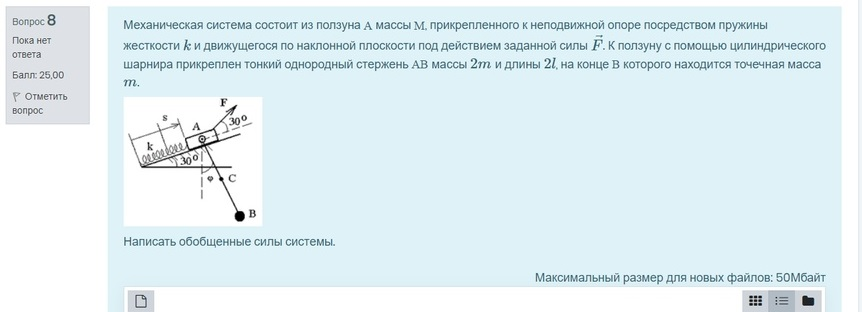 Вопрос 8
Пока нет
ответа
Балл: 25,00
Отметить
вопрос
Механическая система состоит из ползуна A массы M, прикрепленного к неподвижной опоре посредством пружины
жесткости k и движущегося по наклонной плоскости под действием заданной силы F⃗. К ползуну с помощью цилиндрического
шарнира прикреплен тонкий однородный стержень AB массы 2m и длины 2l, на конце B которого находится точечная масса
m.
F
s
A
30°
k
30°
φ
C
B
Написать обобщенные силы системы.
Максимальный размер для новых файлов: 50Мбайт